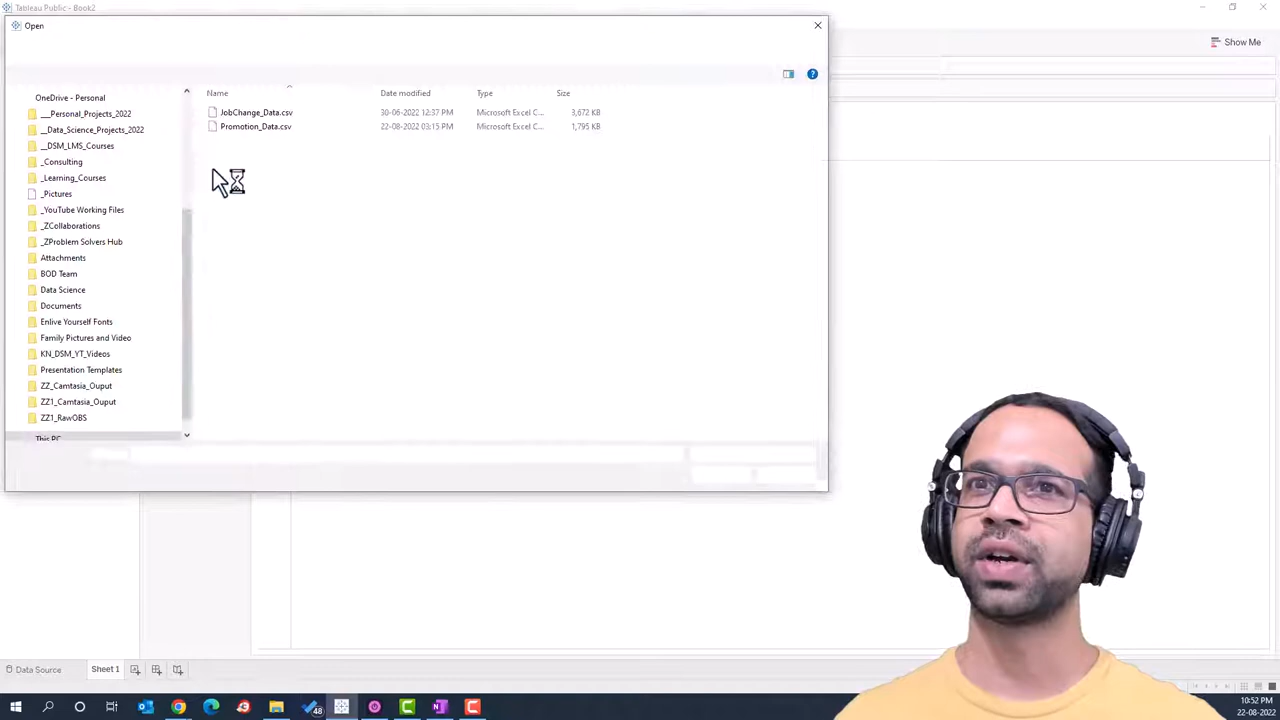 Tableau Public - Book2
Open
Show Me
Name Date modified Type Size
OneDrive - Personal
__Personal_Projects_2022
__Data_Science_Projects_2022
__DSM_LMS_Courses
_Consulting
_Learning_Courses
_Pictures
_YouTube Working Files
_ZCollaborations
_ZProblem Solvers Hub
Attachments
BOD Team
Data Science
Documents
Enlive Yourself Fonts
Family Pictures and Video
KN_DSM_YT_Videos
Presentation Templates
ZZ_Camtasia_Ouput
ZZ1_Camtasia_Ouput
ZZ1_RawOBS
This PC
JobChange_Data.csv 30-06-2022 12:37 PM Microsoft Excel C... 3,672 KB
Promotion_Data.csv 22-08-2022 03:15 PM Microsoft Excel C... 1,795 KB
Data Source Sheet 1
48
10:52 PM
22-08-2022